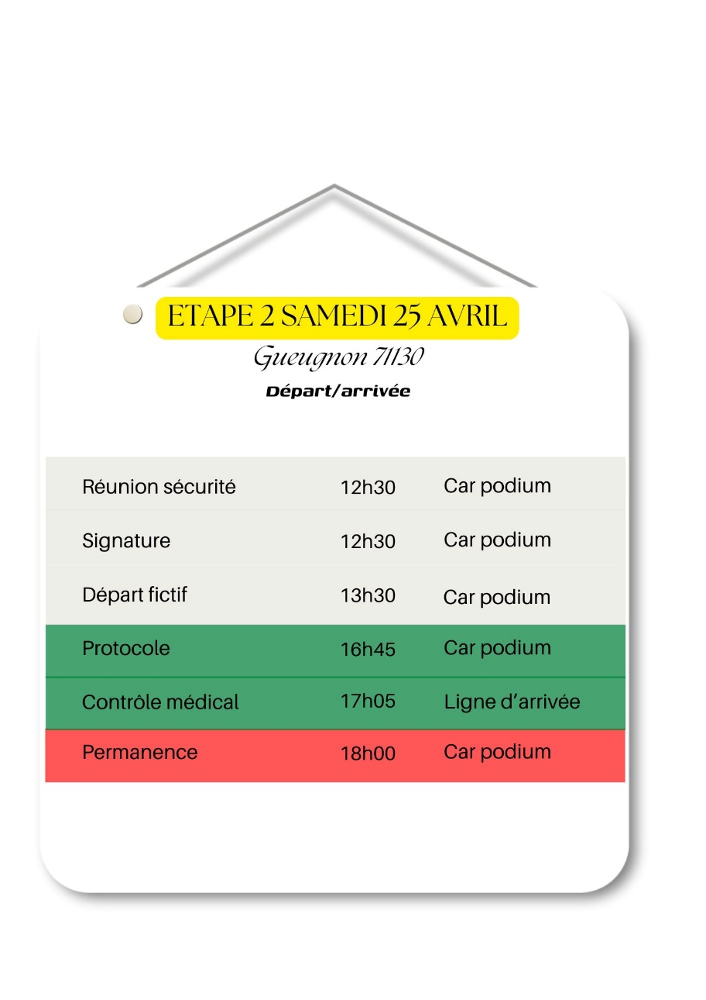 ETAPE 2 SAMEDI 25 AVRIL
Gueugnon 71130
Départ/arrivée
Réunion sécurité 12h30 Car podium
Signature 12h30 Car podium
Départ fictif 13h30 Car podium
Protocole 16h45 Car podium
Contrôle médical 17h05 Ligne d’arrivée
Permanence 18h00 Car podium